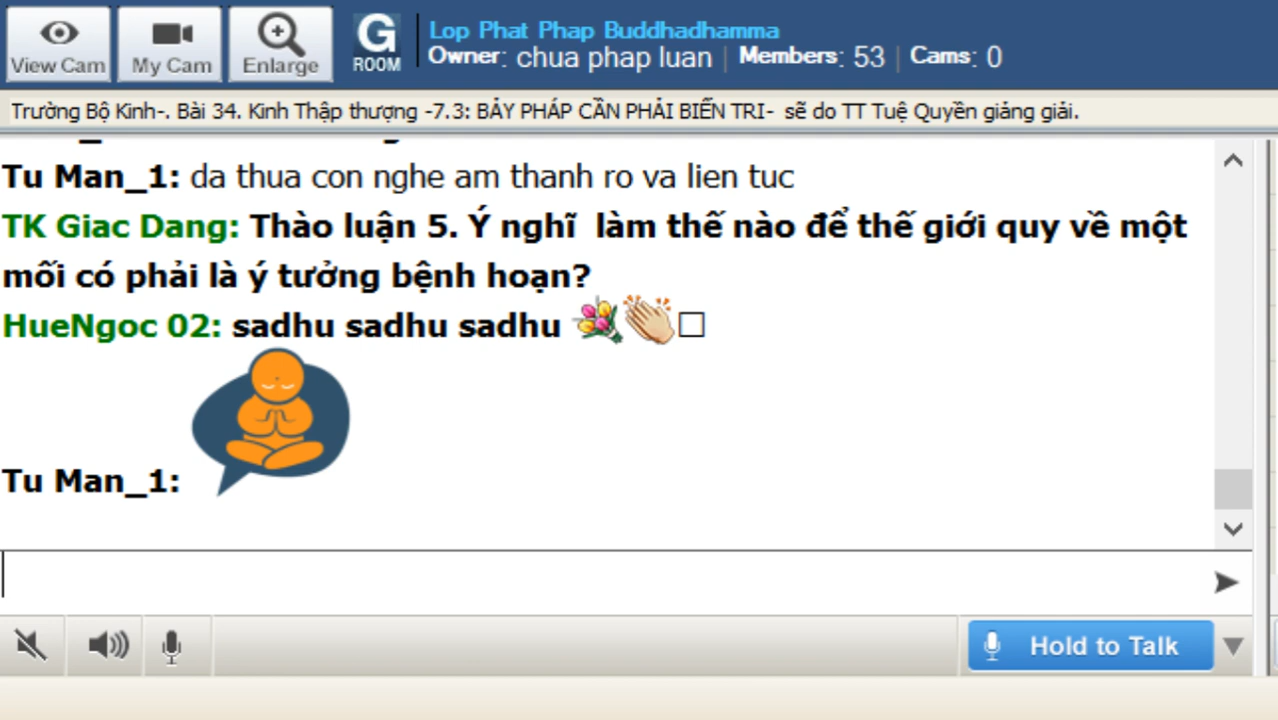 Lop Phat Phap Buddhadhamma
View Cam My Cam Enlarge G ROOM Owner: chua phap luan | Members: 53 | Cams: 0
Trường Bộ Kinh-. Bài 34. Kinh Thập thượng -7.3: BẢY PHÁP CẦN PHẢI BIẾN TRI- sẽ do TT Tuệ Quyền giảng giải.
Tu Man_1: da thua con nghe am thanh ro va lien tuc
TK Giac Dang: Thảo luận 5. Ý nghĩ làm thế nào để thế giới quy về một
mối có phải là ý tưởng bệnh hoạn?
HueNgoc 02: sadhu sadhu sadhu
Tu Man_1:
Hold to Talk